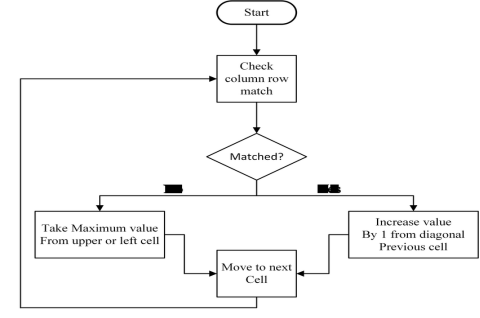 Start
Check
column row
match
Matched?
Take Maximum value
From upper or left cell
Increase value
By 1 from diagonal
Previous cell
Move to next
Cell